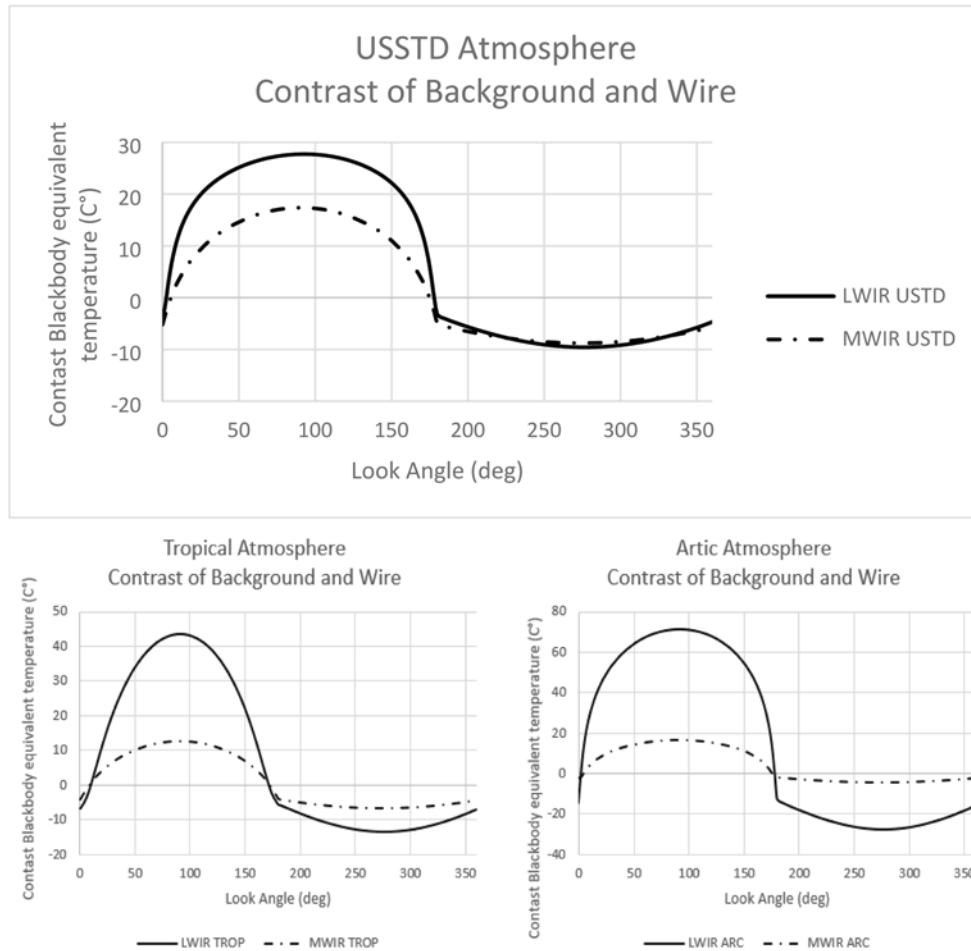 USSTD Atmosphere
Contrast of Background and Wire
Contast Blackbody equivalent
temperature (C°)
30
20
10
0
-10
-20
0 50 100 150 200 250 300 350
Look Angle (deg)
LWIR USTD
MWIR USTD
Tropical Atmosphere
Contrast of Background and Wire
Contast Blackbody equivalent temperature (C°)
50
40
30
20
10
0
-10
-20
0 50 100 150 200 250 300 350
Look Angle (deg)
LWIR TROP MWIR TROP
Artic Atmosphere
Contrast of Background and Wire
Contast Blackbody equivalent temperature (C°)
80
60
40
20
0
-20
-40
0 50 100 150 200 250 300 350
Look Angle (deg)
LWIR ARC MWIR ARC